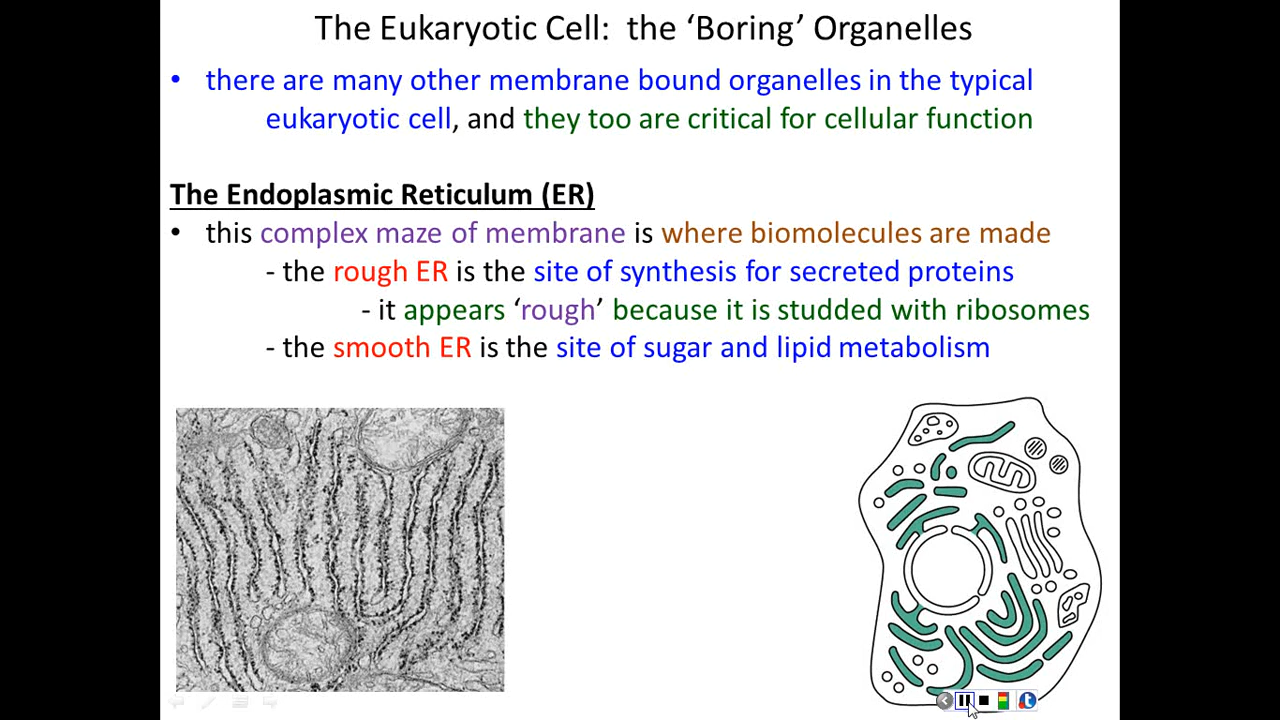 The Eukaryotic Cell:  the ‘Boring’ Organelles
• there are many other membrane bound organelles in the typical
eukaryotic cell, and they too are critical for cellular function
The Endoplasmic Reticulum (ER)
• this complex maze of membrane is where biomolecules are made
- the rough ER is the site of synthesis for secreted proteins
- it appears ‘rough’ because it is studded with ribosomes
- the smooth ER is the site of sugar and lipid metabolism